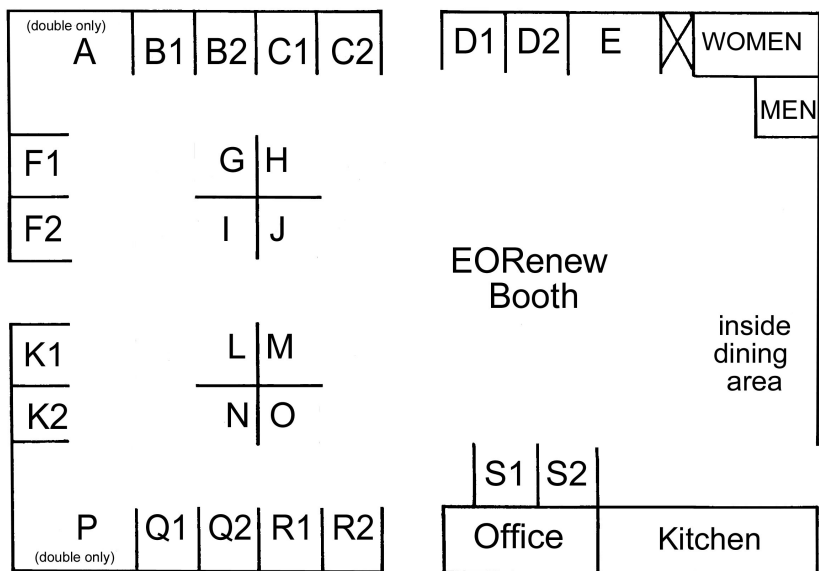 (double only)
A B1 B2 C1 C2 D1 D2 E WOMEN
MEN
F1 G H
F2 I J
EORenew
Booth
inside
dining
area
K1 L M
K2 N O
S1 S2
P Q1 Q2 R1 R2 Office Kitchen
(double only)